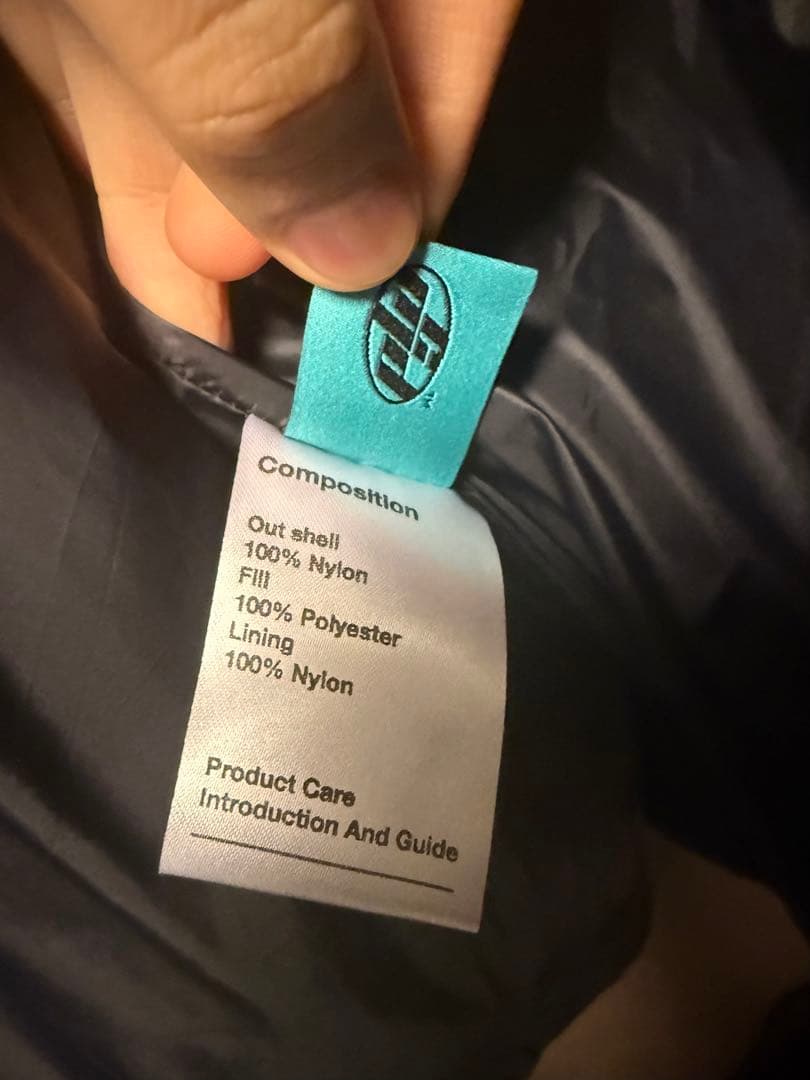 Composition
Out shell
100% Nylon
Fill
100% Polyester
Lining
100% Nylon
Product Care
Introduction And Guide